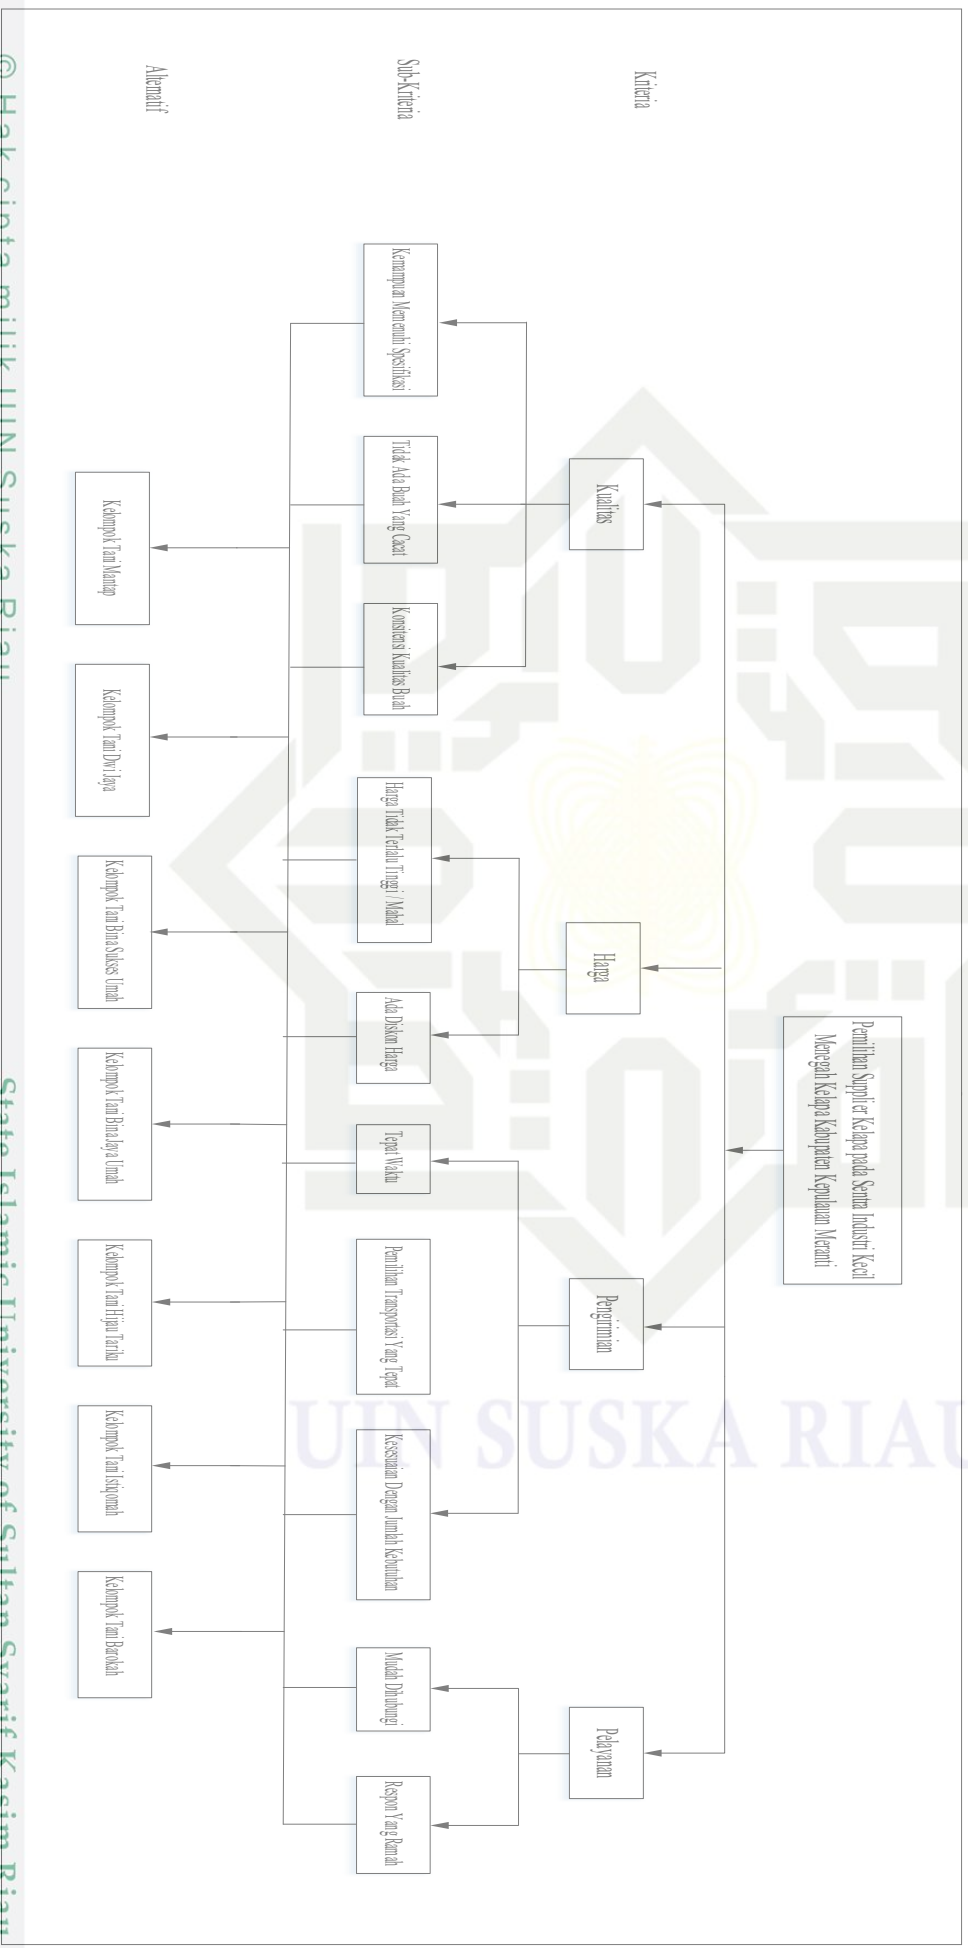 Pemilihan Supplier Kelapa pada Sentra Industri Kecil
Menegah Kelapa Kabupaten Kepulauan Meranti
Kriteria
Kualitas
Harga
Pengirimian
Pelayanan
Sub-Kriteria
Kemampuan Memenuhi Spesifikasi
Tidak Ada Buah Yang Cacat
Konsitensi Kualitas Buah
Harga Tidak Terlalu Tinggi / Mahal
Ada Diskon Harga
Tepat Waktu
Pemilihan Transportasi Yang Tepat
Kesesuaian Dengan Jumlah Kebutuhan
Mudah Dihubungi
Respon Yang Ramah
Alternatif
Kelompok Tani Mantap
Kelompok Tani Dwi Jaya
Kelompok Tani Bina Sukses Umah
Kelompok Tani Bina Jaya Umah
Kelompok Tani Hijau Tariku
Kelompok Tani Istiqomah
Kelompok Tani Barokah
UIN SUSKA RIAU
© Hak cipta milik UIN Suska Riau
State Islamic University of Sultan Syarif Kasim Riau